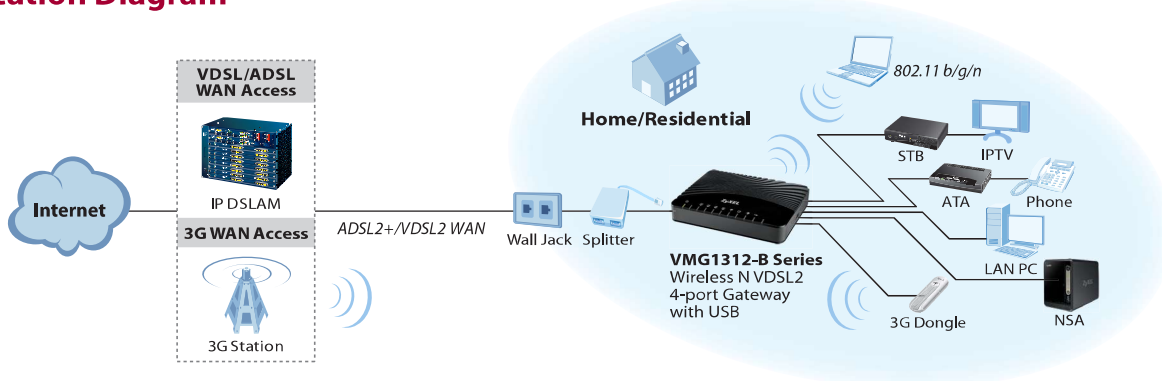 Diagram
VDSL/ADSL
WAN Access
IP DSLAM
3G WAN Access
3G Station
Internet
ADSL2+/VDSL2 WAN
Home/Residential
802.11 b/g/n
Wall Jack
Splitter
ZyXEL
VMG1312-B Series
Wireless N VDSL2
4-port Gateway
with USB
STB
IPTV
ATA
Phone
LAN PC
3G Dongle
NSA